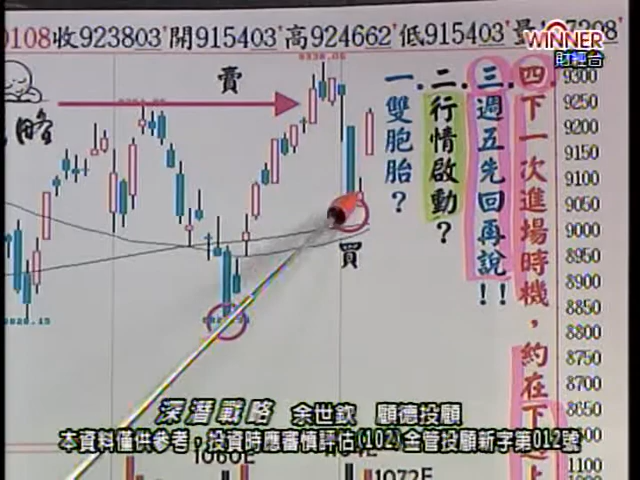 0108收923803開915403高924662低915403量
WINNER
財經台
賣
一.雙胞胎？
二.行情啟動？
三.週五先回再說！！
四.下一次進場時機，約在下
買
9300
9250
9200
9150
9100
9050
9000
8950
8900
8850
8800
8750
8700
8650
1100
1072E
深潛戰略 余世欽 顧德投顧
本資料僅供參考，投資時應審慎評估(102)金管投顧新字第012號